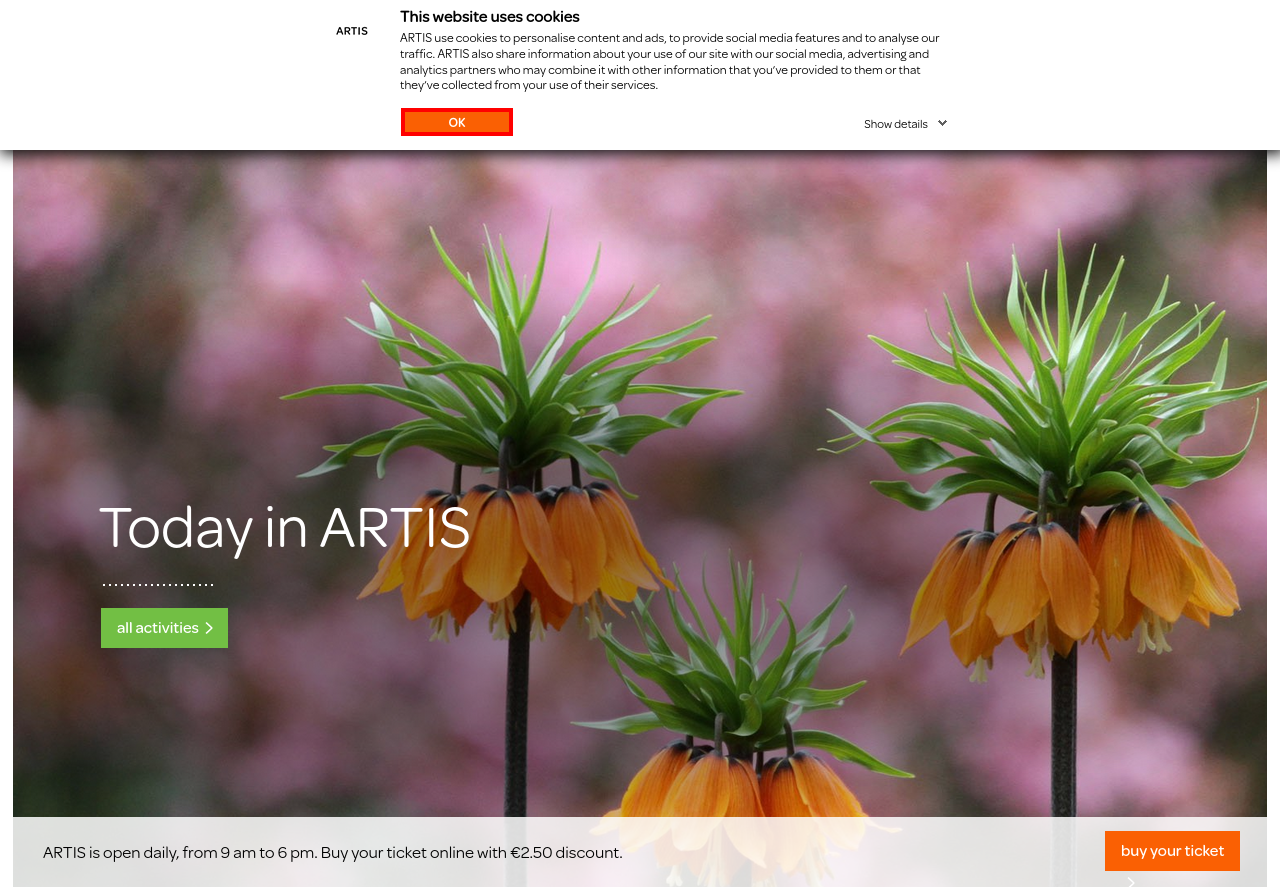 ARTIS
This website uses cookies
ARTIS use cookies to personalise content and ads, to provide social media features and to analyse our
traffic. ARTIS also share information about your use of our site with our social media, advertising and
analytics partners who may combine it with other information that you've provided to them or that
they've collected from your use of their services.
OK
Show details
Today in ARTIS
all activities
ARTIS is open daily, from 9 am to 6 pm. Buy your ticket online with €2.50 discount.
buy your ticket